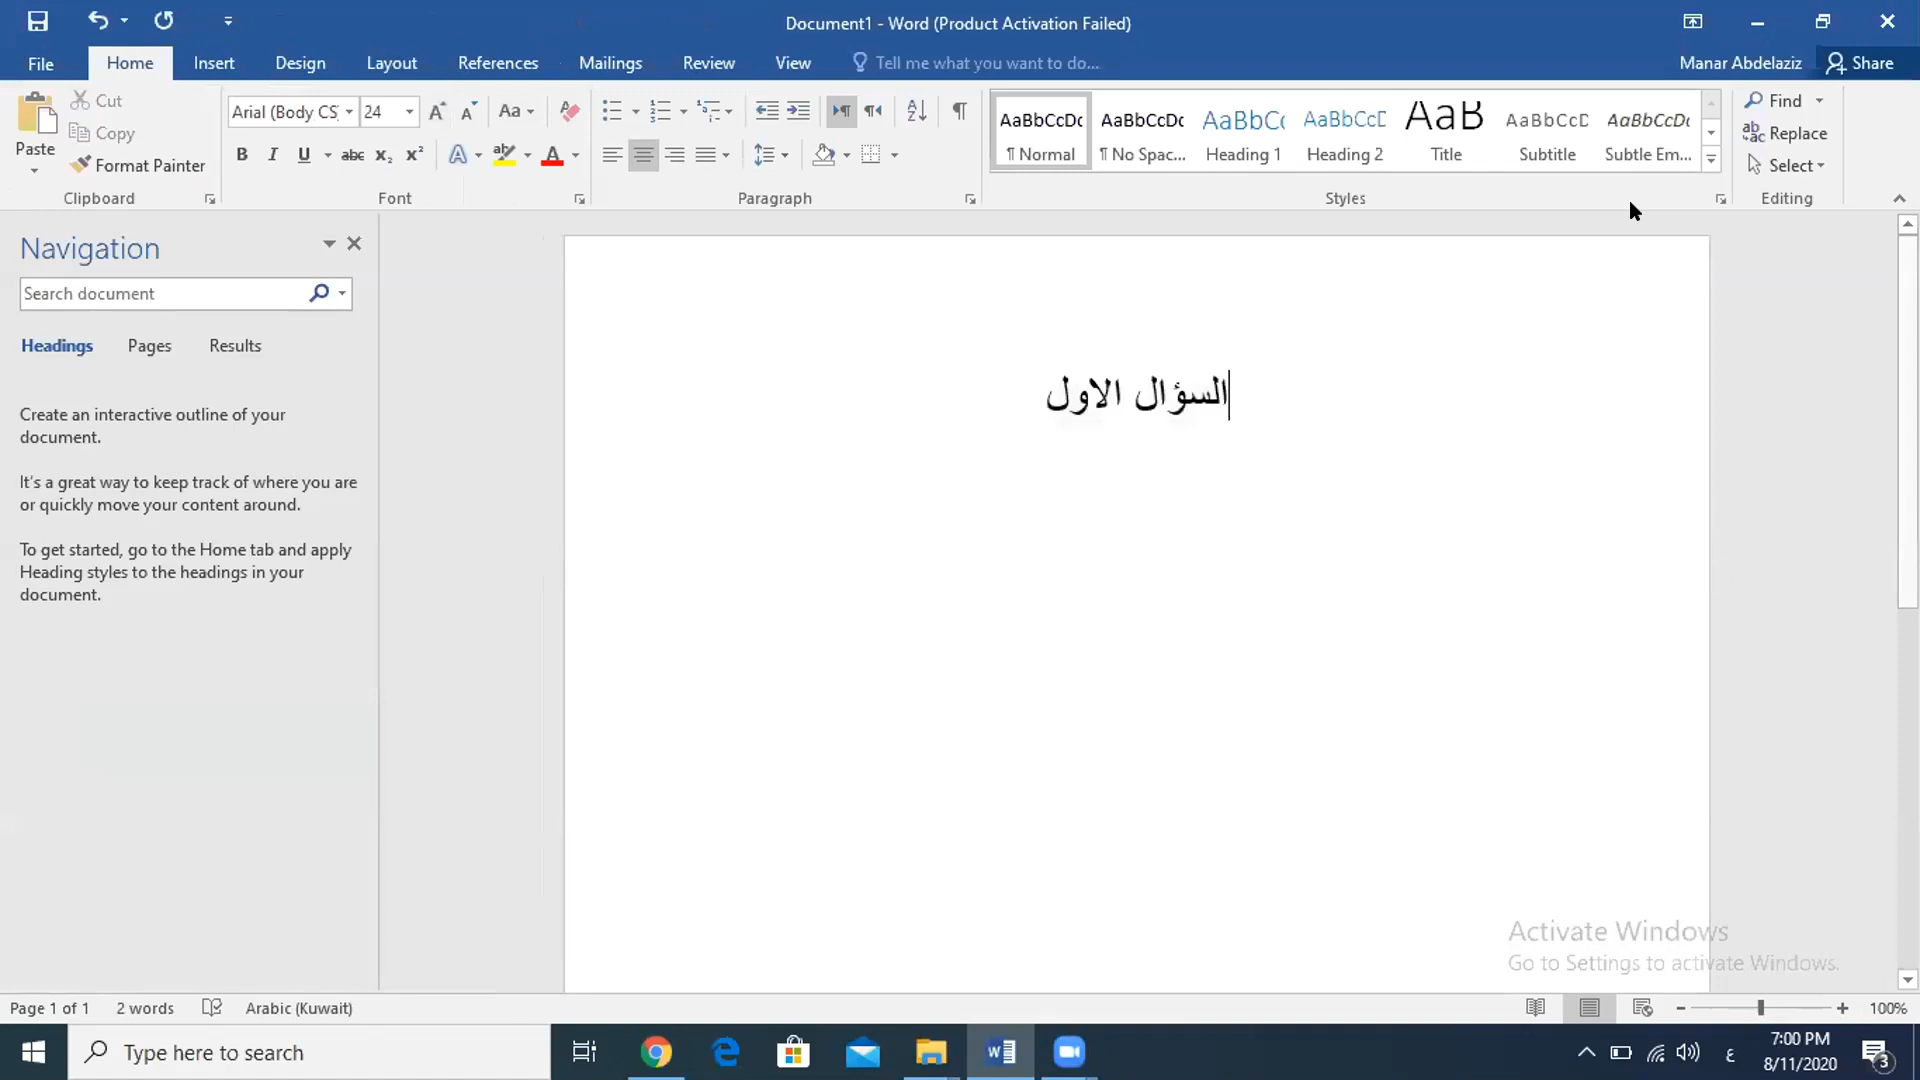 Document1 - Word (Product Activation Failed)
File Home Insert Design Layout References Mailings Review View Tell me what you want to do... Manar Abdelaziz Share
Paste
Cut
Copy
Format Painter
Clipboard
Arial (Body CS) 24
Aa
B I U abc x₂ x² A ab A
Font
A Z
Paragraph
AaBbCcDc AaBbCcDc AaBbCc AaBbCcD AaB AaBbCcD AaBbCcDc
¶ Normal ¶ No Spac... Heading 1 Heading 2 Title Subtitle Subtle Em...
Styles
Find
Replace
Select
Editing
Navigation
Search document
Headings Pages Results
Create an interactive outline of your
document.
It's a great way to keep track of where you are
or quickly move your content around.
To get started, go to the Home tab and apply
Heading styles to the headings in your
document.
السؤال الاول
Activate Windows
Go to Settings to activate Windows.
Page 1 of 1 2 words Arabic (Kuwait) 100%
Type here to search
ع
7:00 PM
8/11/2020
3